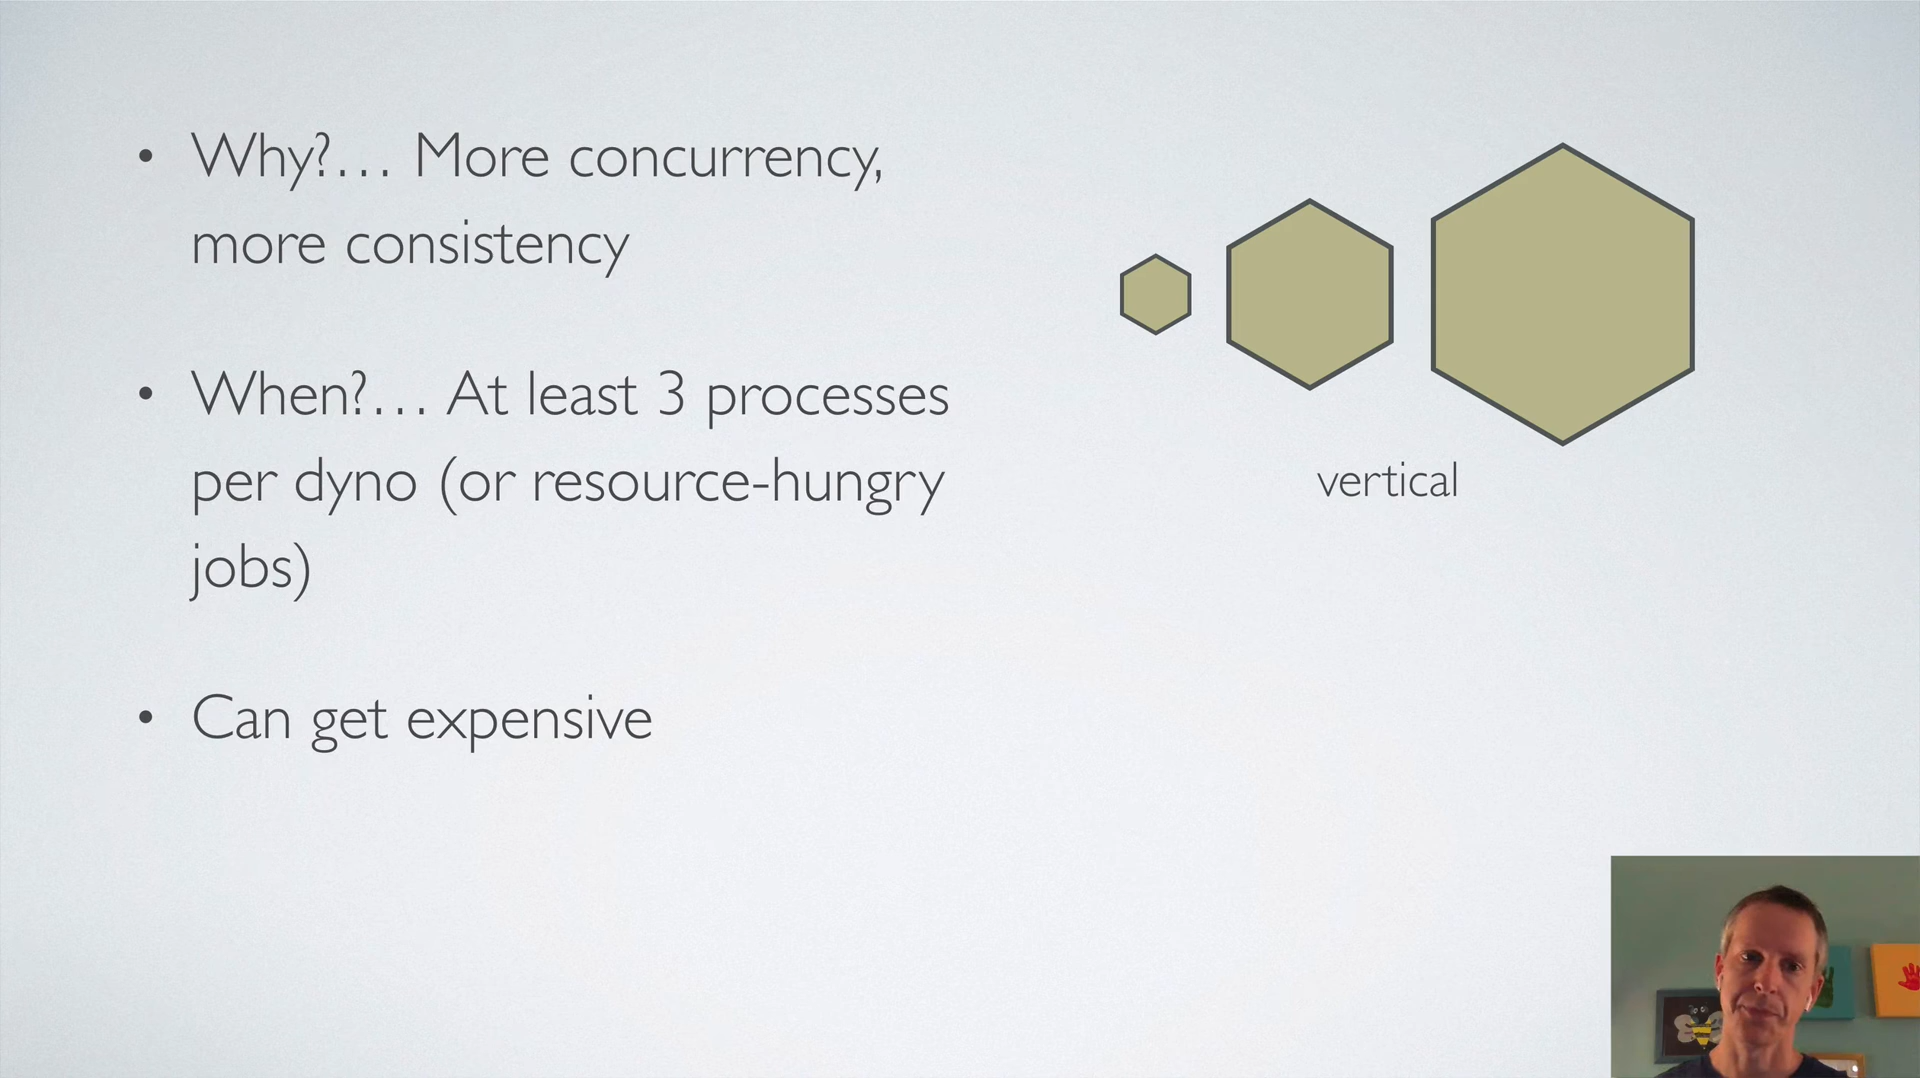 • Why?… More concurrency,
more consistency
• When?… At least 3 processes
per dyno (or resource-hungry
jobs)
• Can get expensive
vertical